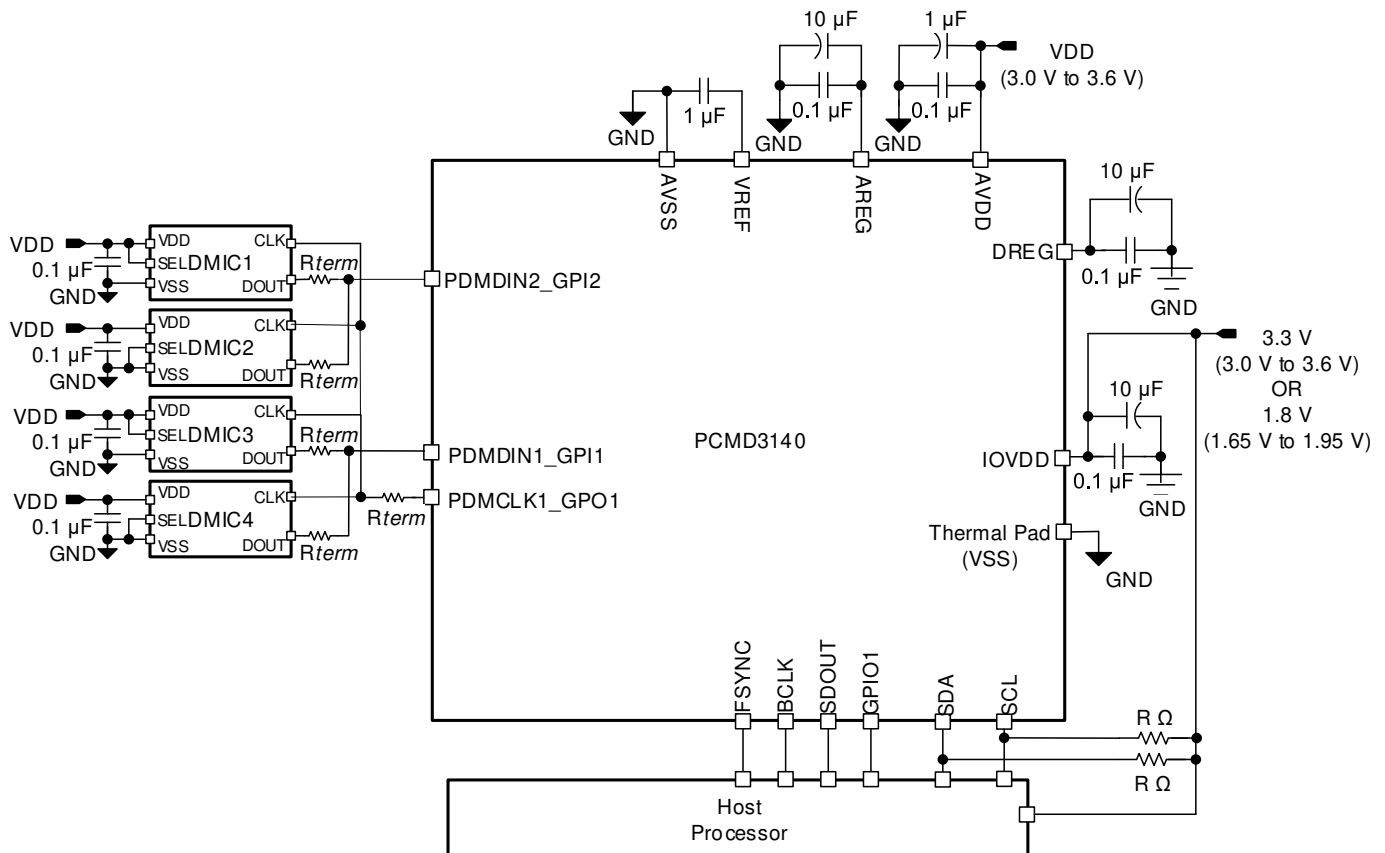 10 µF
1 µF
VDD
(3.0 V to 3.6 V)
1 µF
0.1 µF
0.1 µF
GND
GND
GND
AVSS
VREF
AREG
AVDD
10 µF
DREG
0.1 µF
GND
VDD
0.1 µF
GND
VDD
SEL
VSS
DMIC1
CLK
DOUT
Rterm
PDMDIN2_GPI2
VDD
0.1 µF
GND
VDD
SEL
VSS
DMIC2
CLK
DOUT
Rterm
VDD
0.1 µF
GND
VDD
SEL
VSS
DMIC3
CLK
DOUT
Rterm
PDMDIN1_GPI1
VDD
0.1 µF
GND
VDD
SEL
VSS
DMIC4
CLK
DOUT
Rterm
Rterm
PDMCLK1_GPO1
PCMD3140
3.3 V
(3.0 V to 3.6 V)
OR
1.8 V
(1.65 V to 1.95 V)
10 µF
IOVDD
0.1 µF
GND
Thermal Pad
(VSS)
GND
FSYNC
BCLK
SDOUT
GPIO1
SDA
SCL
R Ω
R Ω
Host
Processor